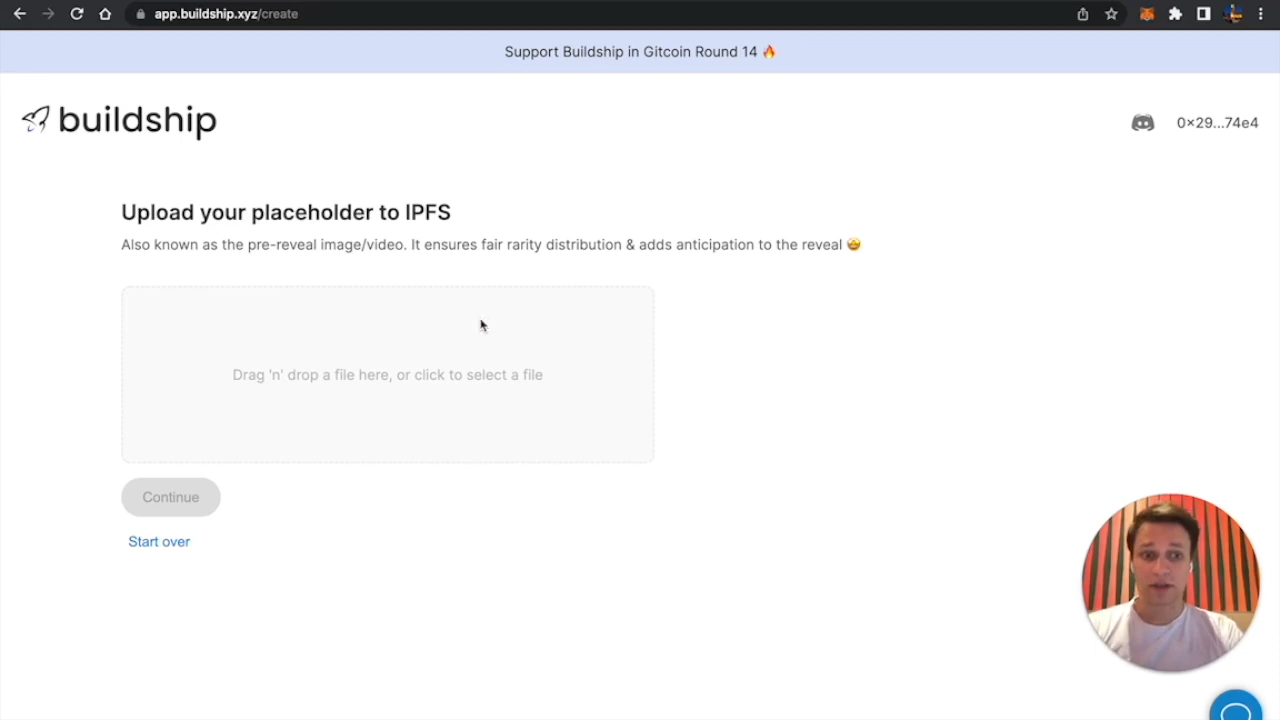 app.buildship.xyz/create
Support Buildship in Gitcoin Round 14 🔥
buildship
0×29...74e4
Upload your placeholder to IPFS
Also known as the pre-reveal image/video. It ensures fair rarity distribution & adds anticipation to the reveal 🤩
Drag 'n' drop a file here, or click to select a file
Continue
Start over